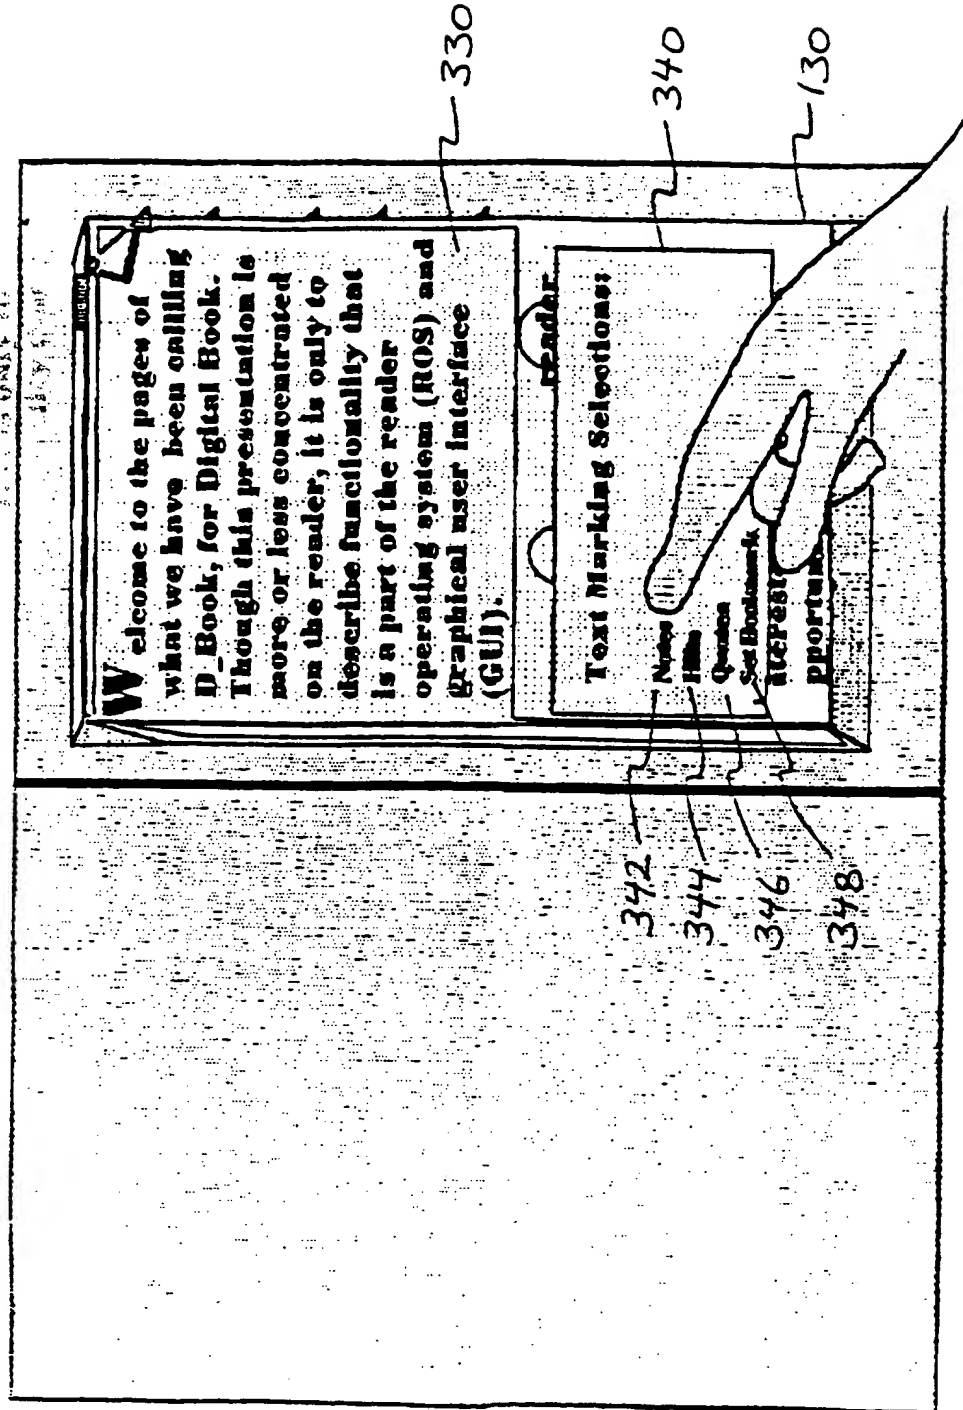 Welcome to the pages of
what we have been calling
D_Book, for Digital Book.
Though this presentation is
more or less concentrated
on the reader, it is only to
describe functionality that
is a part of the reader
operating system (ROS) and
graphical user interface
(GUI).
330
reader
Text Marking Selections:
340
342
Notes
344
Hilits
346
Quotes
348
Set Bookmark
130